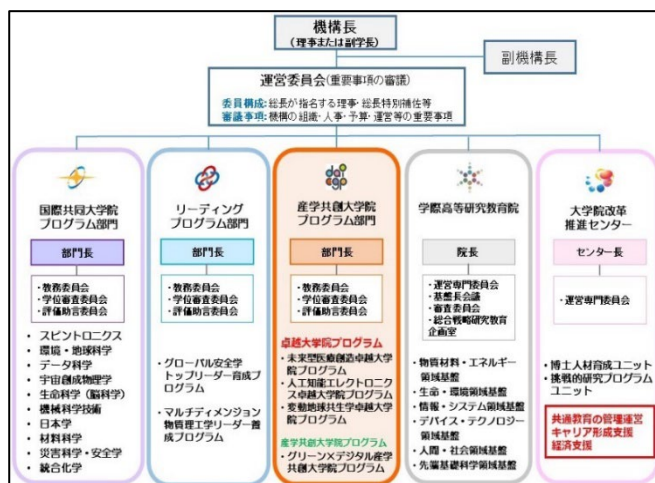 機構長
(理事または副学長)
副機構長
運営委員会(重要事項の審議)
委員構成:総長が指名する理事・総長特別補佐等
審議事項:機構の組織・人事・予算・運営等の重要事項
国際共同大学院
プログラム部門
部門長
・教務委員会
・学位審査委員会
・評価助言委員会
・スピントロニクス
・環境・地球科学
・データ科学
・宇宙創成物理学
・生命科学(脳科学)
・機械科学技術
・日本学
・材料科学
・災害科学・安全学
・統合化学
リーディング
プログラム部門
部門長
・教務委員会
・学位審査委員会
・評価助言委員会
・グローバル安全学
トップリーダー育成プ
ログラム
・マルチディメンション
物質理工学リーダー養
成プログラム
産学共創大学院
プログラム部門
部門長
・教務委員会
・学位審査委員会
・評価助言委員会
卓越大学院プログラム
・未来型医療創造卓越大学
院プログラム
・人工知能エレクトロニク
ス卓越大学院プログラム
・変動地球共生学卓越大学
院プログラム
産学共創大学院プログラム
・グリーン×デジタル産学
共創大学院プログラム
学際高等研究教育院
院長
・運営専門委員会
・基盤長会議
・審査委員会
・総合戦略研究教育
企画室
・物質材料・エネルギー
領域基盤
・生命・環境領域基盤
・情報・システム領域基盤
・デバイス・テクノロジー
領域基盤
・人間・社会領域基盤
・先端基礎科学領域基盤
大学院改革
推進センター
センター長
・運営専門委員会
・博士人材育成ユニット
・挑戦的研究プログラム
ユニット
共通教育の管理運営
キャリア形成支援
経済支援